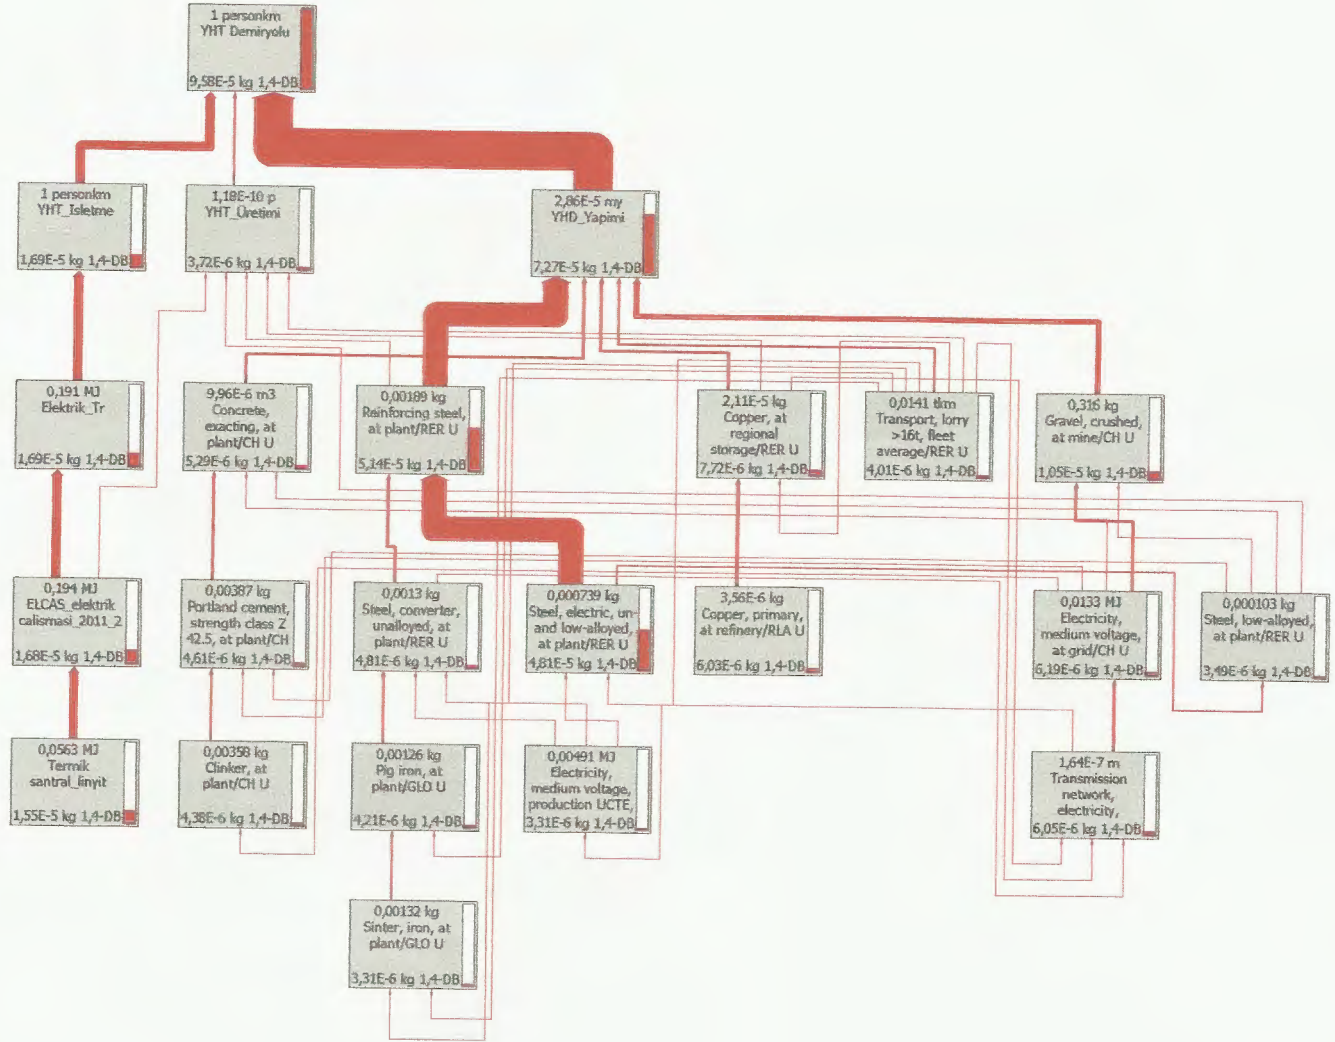 1 personkm
YHT Demiryolu
9,58E-5 kg 1,4-DB
1 personkm
YHT_Isletme
1,69E-5 kg 1,4-DB
1,18E-10 p
YHT_Üretimi
3,72E-6 kg 1,4-DB
2,86E-5 my
YHD_Yapimi
7,27E-5 kg 1,4-DB
0,191 MJ
Elektrik_Tr
1,69E-5 kg 1,4-DB
9,96E-6 m3
Concrete,
exacting, at
plant/CH U
5,29E-6 kg 1,4-DB
0,00189 kg
Reinforcing steel,
at plant/RER U
5,14E-5 kg 1,4-DB
2,11E-5 kg
Copper, at
regional
storage/RER U
7,72E-6 kg 1,4-DB
0,0141 tkm
Transport, lorry
>16t, fleet
average/RER U
4,01E-6 kg 1,4-DB
0,316 kg
Gravel, crushed,
at mine/CH U
1,05E-5 kg 1,4-DB
0,194 MJ
ELCAS_elektrik
calismasi_2011_2
1,68E-5 kg 1,4-DB
0,00387 kg
Portland cement,
strength class Z
42.5, at plant/CH
4,61E-6 kg 1,4-DB
0,0013 kg
Steel, converter,
unalloyed, at
plant/RER U
4,81E-6 kg 1,4-DB
0,000739 kg
Steel, electric, un-
and low-alloyed,
at plant/RER U
4,81E-5 kg 1,4-DB
3,56E-6 kg
Copper, primary,
at refinery/RLA U
6,03E-6 kg 1,4-DB
0,0133 MJ
Electricity,
medium voltage,
at grid/CH U
6,19E-6 kg 1,4-DB
0,000103 kg
Steel, low-alloyed,
at plant/RER U
3,49E-6 kg 1,4-DB
0,0563 MJ
Termik
santral_linyit
1,55E-5 kg 1,4-DB
0,00358 kg
Clinker, at
plant/CH U
4,38E-6 kg 1,4-DB
0,00126 kg
Pig iron, at
plant/GLO U
4,21E-6 kg 1,4-DB
0,00491 MJ
Electricity,
medium voltage,
production UCTE,
3,31E-6 kg 1,4-DB
1,64E-7 m
Transmission
network,
electricity,
6,05E-6 kg 1,4-DB
0,00132 kg
Sinter, iron, at
plant/GLO U
3,31E-6 kg 1,4-DB